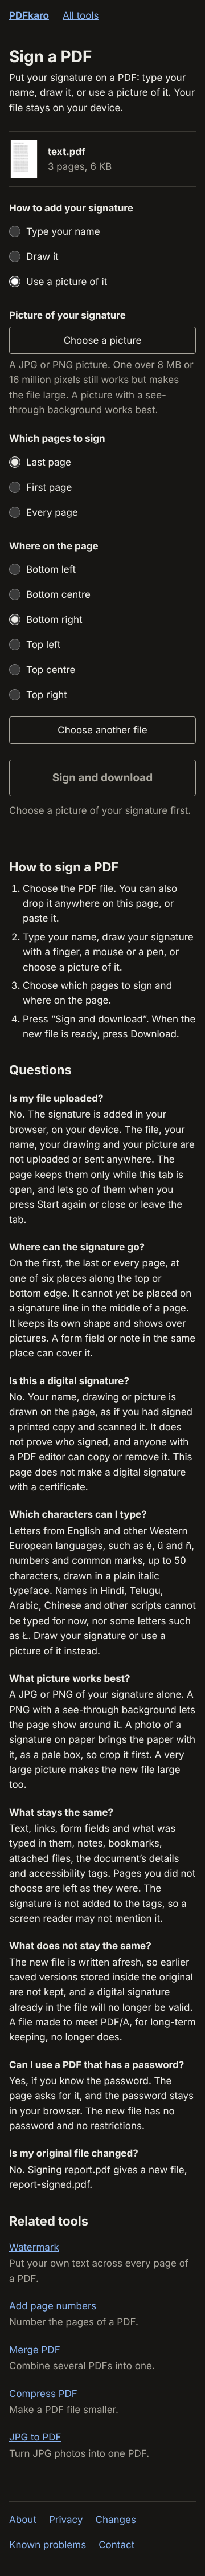 PDFkaro All tools
Sign a PDF
Put your signature on a PDF: type your
name, draw it, or use a picture of it. Your
file stays on your device.
text.pdf
3 pages, 6 KB
How to add your signature
Type your name
Draw it
Use a picture of it
Picture of your signature
Choose a picture
A JPG or PNG picture. One over 8 MB or
16 million pixels still works but makes
the file large. A picture with a see-
through background works best.
Which pages to sign
Last page
First page
Every page
Where on the page
Bottom left
Bottom centre
Bottom right
Top left
Top centre
Top right
Choose another file
Sign and download
Choose a picture of your signature first.
How to sign a PDF
1. Choose the PDF file. You can also
drop it anywhere on this page, or
paste it.
2. Type your name, draw your signature
with a finger, a mouse or a pen, or
choose a picture of it.
3. Choose which pages to sign and
where on the page.
4. Press “Sign and download”. When the
new file is ready, press Download.
Questions
Is my file uploaded?
No. The signature is added in your
browser, on your device. The file, your
name, your drawing and your picture are
not uploaded or sent anywhere. The
page keeps them only while this tab is
open, and lets go of them when you
press Start again or close or leave the
tab.
Where can the signature go?
On the first, the last or every page, at
one of six places along the top or
bottom edge. It cannot yet be placed on
a signature line in the middle of a page.
It keeps its own shape and shows over
pictures. A form field or note in the same
place can cover it.
Is this a digital signature?
No. Your name, drawing or picture is
drawn on the page, as if you had signed
a printed copy and scanned it. It does
not prove who signed, and anyone with
a PDF editor can copy or remove it. This
page does not make a digital signature
with a certificate.
Which characters can I type?
Letters from English and other Western
European languages, such as é, ü and ñ,
numbers and common marks, up to 50
characters, drawn in a plain italic
typeface. Names in Hindi, Telugu,
Arabic, Chinese and other scripts cannot
be typed for now, nor some letters such
as Ł. Draw your signature or use a
picture of it instead.
What picture works best?
A JPG or PNG of your signature alone. A
PNG with a see-through background lets
the page show around it. A photo of a
signature on paper brings the paper with
it, as a pale box, so crop it first. A very
large picture makes the new file large
too.
What stays the same?
Text, links, form fields and what was
typed in them, notes, bookmarks,
attached files, the document’s details
and accessibility tags. Pages you did not
choose are left as they were. The
signature is not added to the tags, so a
screen reader may not mention it.
What does not stay the same?
The new file is written afresh, so earlier
saved versions stored inside the original
are not kept, and a digital signature
already in the file will no longer be valid.
A file made to meet PDF/A, for long-term
keeping, no longer does.
Can I use a PDF that has a password?
Yes, if you know the password. The
page asks for it, and the password stays
in your browser. The new file has no
password and no restrictions.
Is my original file changed?
No. Signing report.pdf gives a new file,
report-signed.pdf.
Related tools
Watermark
Put your own text across every page of
a PDF.
Add page numbers
Number the pages of a PDF.
Merge PDF
Combine several PDFs into one.
Compress PDF
Make a PDF file smaller.
JPG to PDF
Turn JPG photos into one PDF.
About Privacy Changes
Known problems Contact